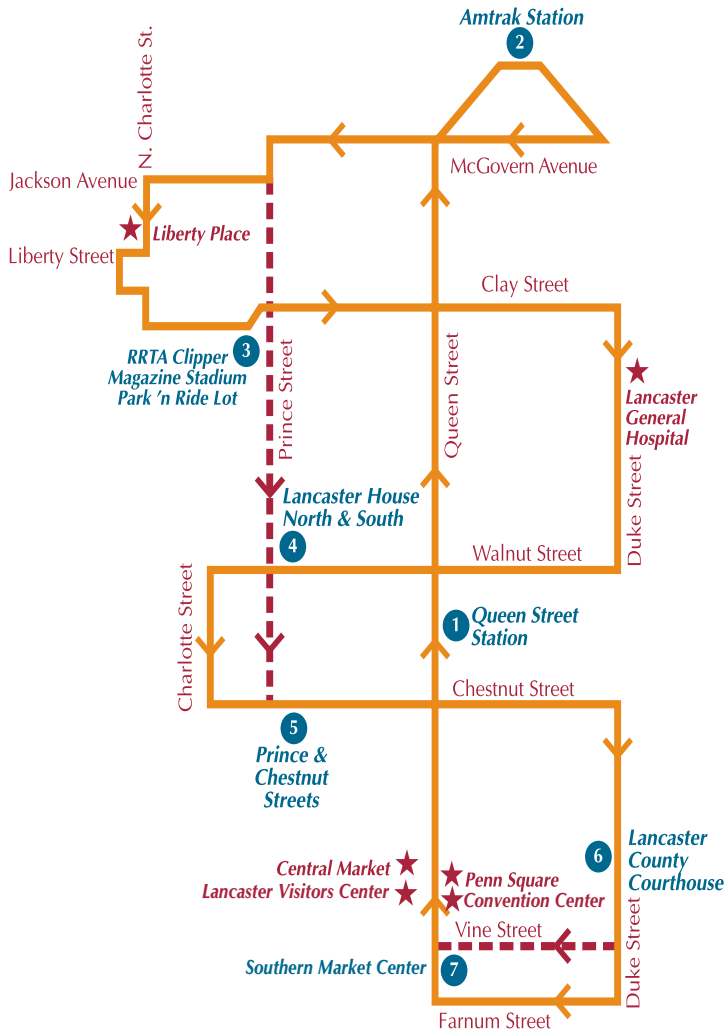 Amtrak Station
2
N. Charlotte St.
McGovern Avenue
Jackson Avenue
Liberty Place
Liberty Street
Clay Street
3
RRTA Clipper
Magazine Stadium
Park ’n Ride Lot
Prince Street
Queen Street
Lancaster
General
Hospital
Duke Street
Lancaster House
North & South
4
Walnut Street
Charlotte Street
1
Queen Street
Station
Chestnut Street
5
Prince &
Chestnut
Streets
6
Lancaster
County
Courthouse
Central Market
Lancaster Visitors Center
Penn Square
Convention Center
Vine Street
Duke Street
Southern Market Center
7
Farnum Street